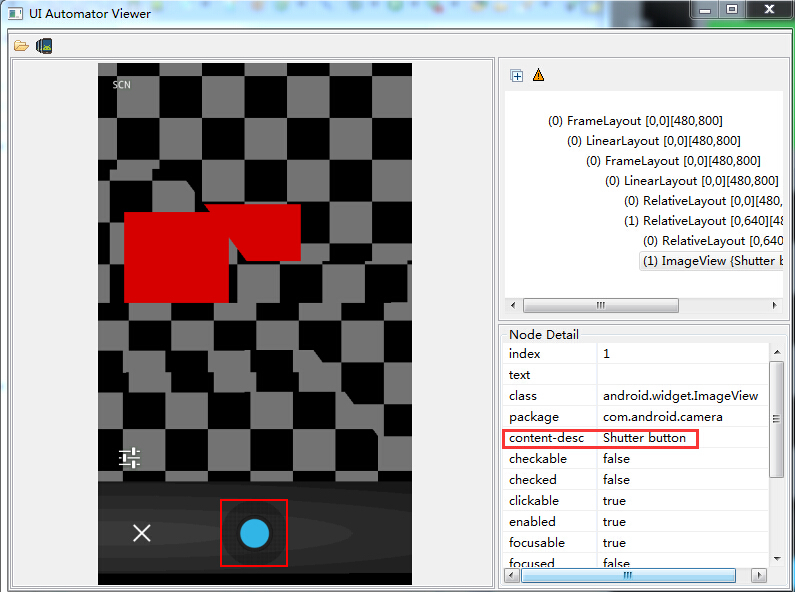 UI Automator Viewer
SCN
(0) FrameLayout [0,0][480,800]
(0) LinearLayout [0,0][480,800]
(0) FrameLayout [0,0][480,800]
(0) LinearLayout [0,0][480,800]
(0) RelativeLayout [0,0][480,
(1) RelativeLayout [0,640][48
(0) RelativeLayout [0,640
(1) ImageView {Shutter b
Node Detail
index 1
text
class android.widget.ImageView
package com.android.camera
content-desc Shutter button
checkable false
checked false
clickable true
enabled true
focusable true
focused false